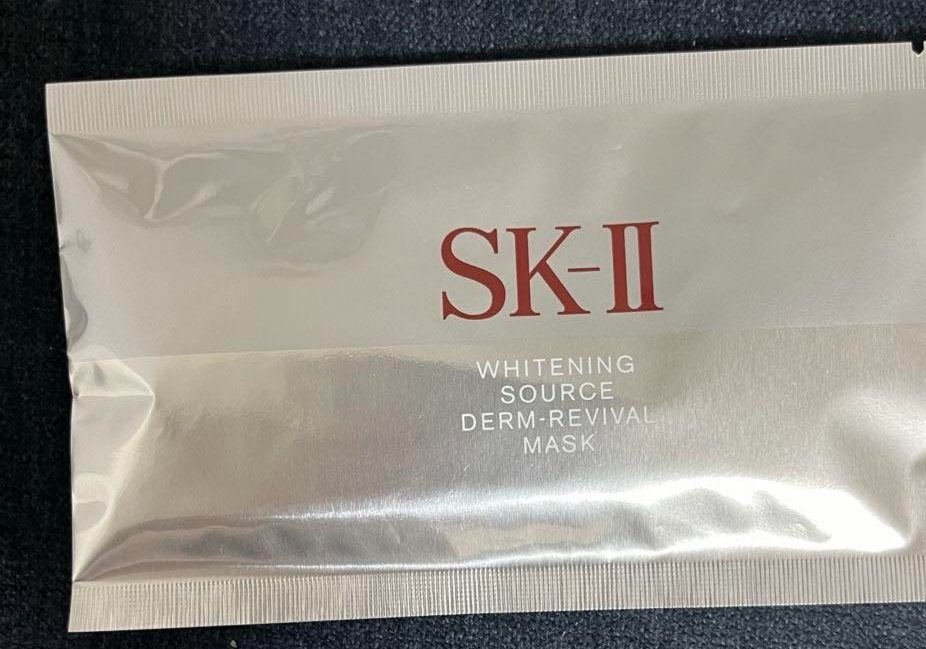 SK-II
WHITENING
SOURCE
DERM-REVIVAL
MASK